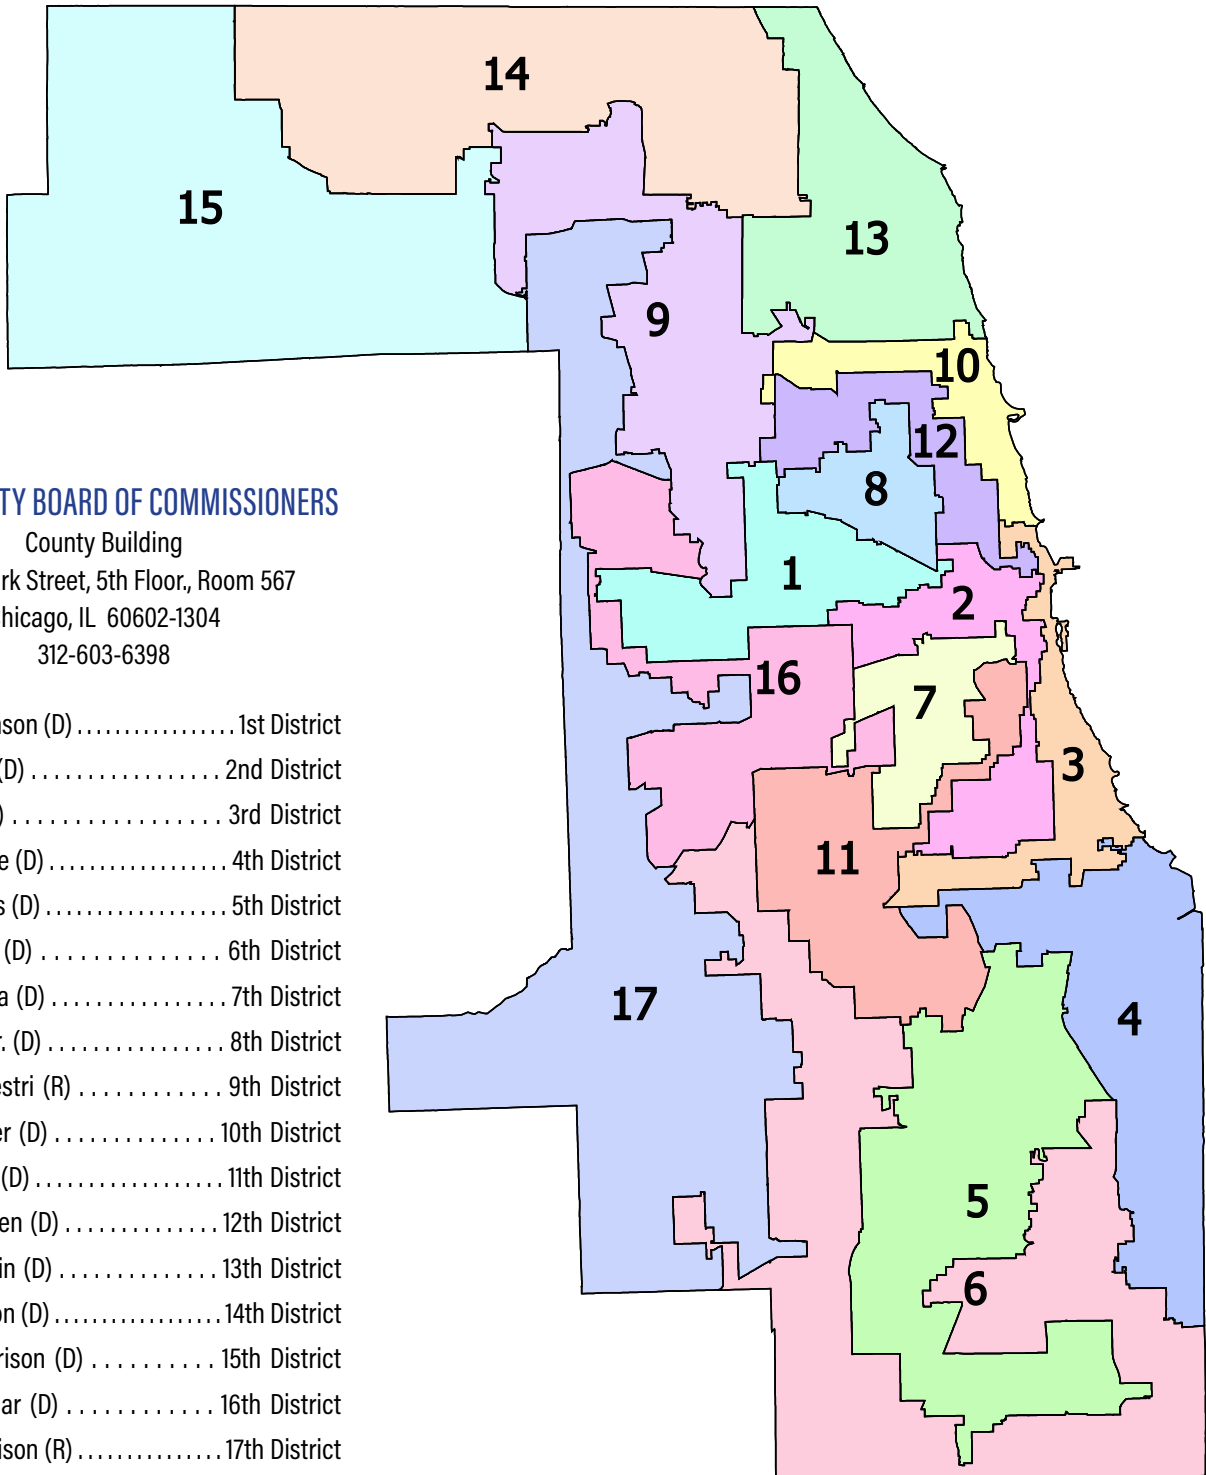 14
15
13
9
10
12
8
1
2
16
7
3
11
17
4
5
6
TY BOARD OF COMMISSIONERS
County Building
rk Street, 5th Floor., Room 567
hicago, IL 60602-1304
312-603-6398
son (D) ................ 1st District
(D) ................. 2nd District
) .................. 3rd District
e (D) .................. 4th District
s (D) .................. 5th District
(D) ............... 6th District
a (D) ................. 7th District
r. (D) ................. 8th District
estri (R) ............ 9th District
er (D) .............. 10th District
(D) .................. 11th District
en (D) .............. 12th District
in (D) .............. 13th District
on (D) ................. 14th District
rison (D) .......... 15th District
ar (D) ............ 16th District
ison (R) ............... 17th District